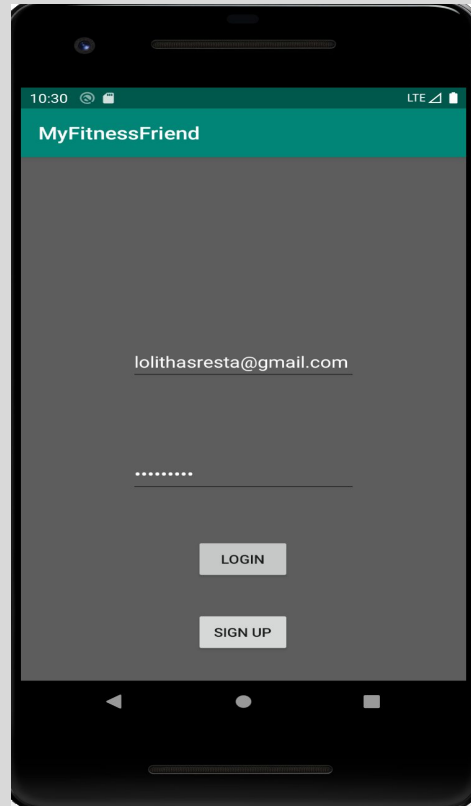 10:30 LTE
MyFitnessFriend
lolithasresta@gmail.com
•••••••••
LOGIN
SIGN UP